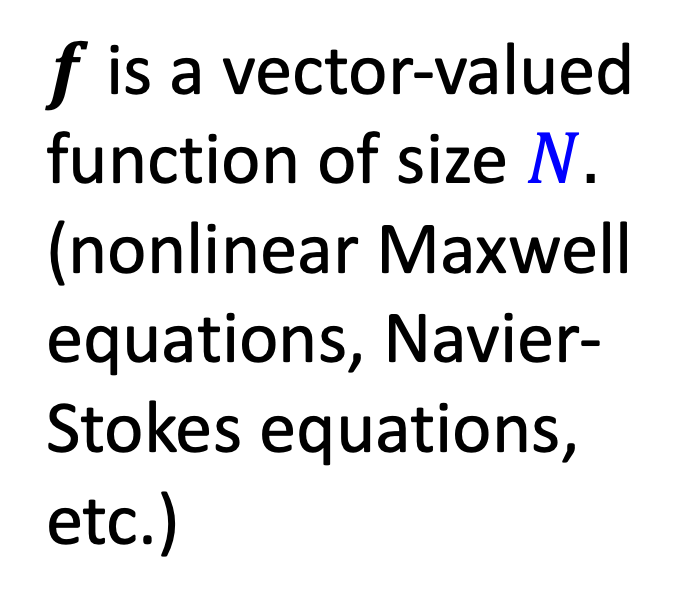 f is a vector-valued
function of size N.
(nonlinear Maxwell
equations, Navier-
Stokes equations,
etc.)